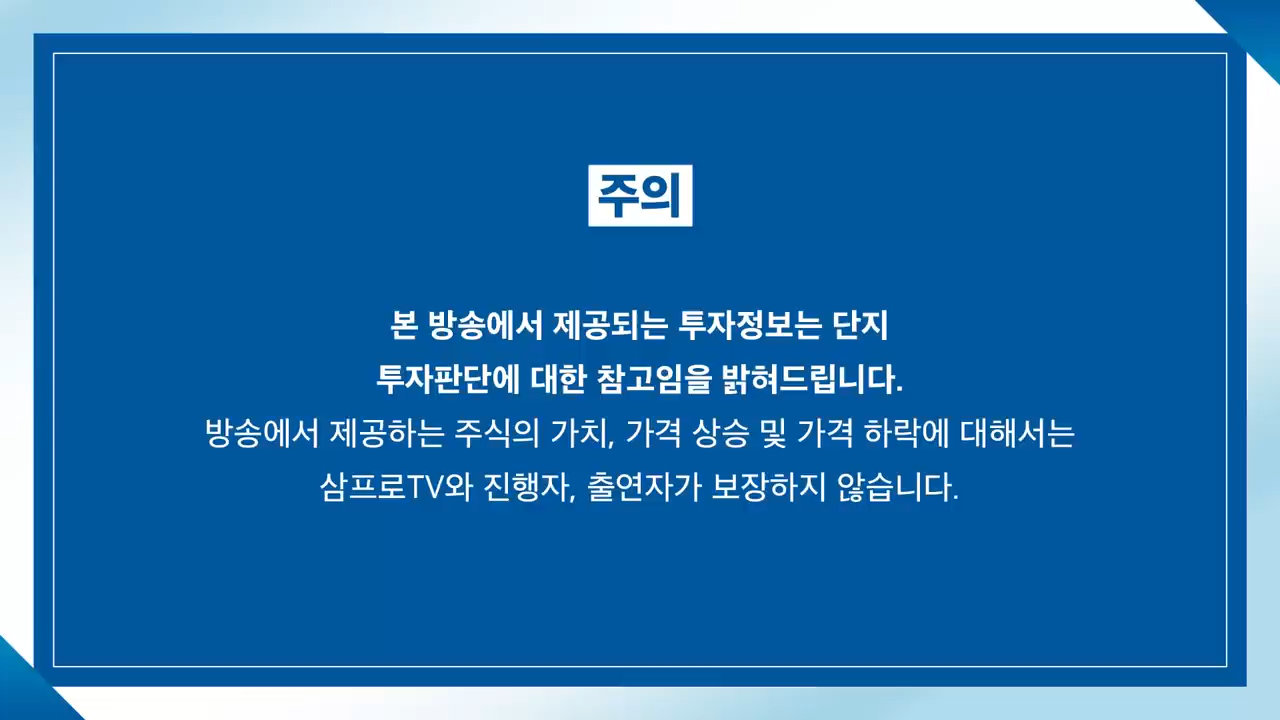 주의
본 방송에서 제공되는 투자정보는 단지
투자판단에 대한 참고임을 밝혀드립니다.
방송에서 제공하는 주식의 가치, 가격 상승 및 가격 하락에 대해서는
삼프로TV와 진행자, 출연자가 보장하지 않습니다.